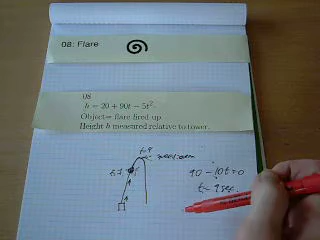 08: Flare
08
h = 20 + 90t − 5t².
Object= flare fired up.
Height h measured relative to tower.
t=9
90 − 10t = 0
t = 9 sec.